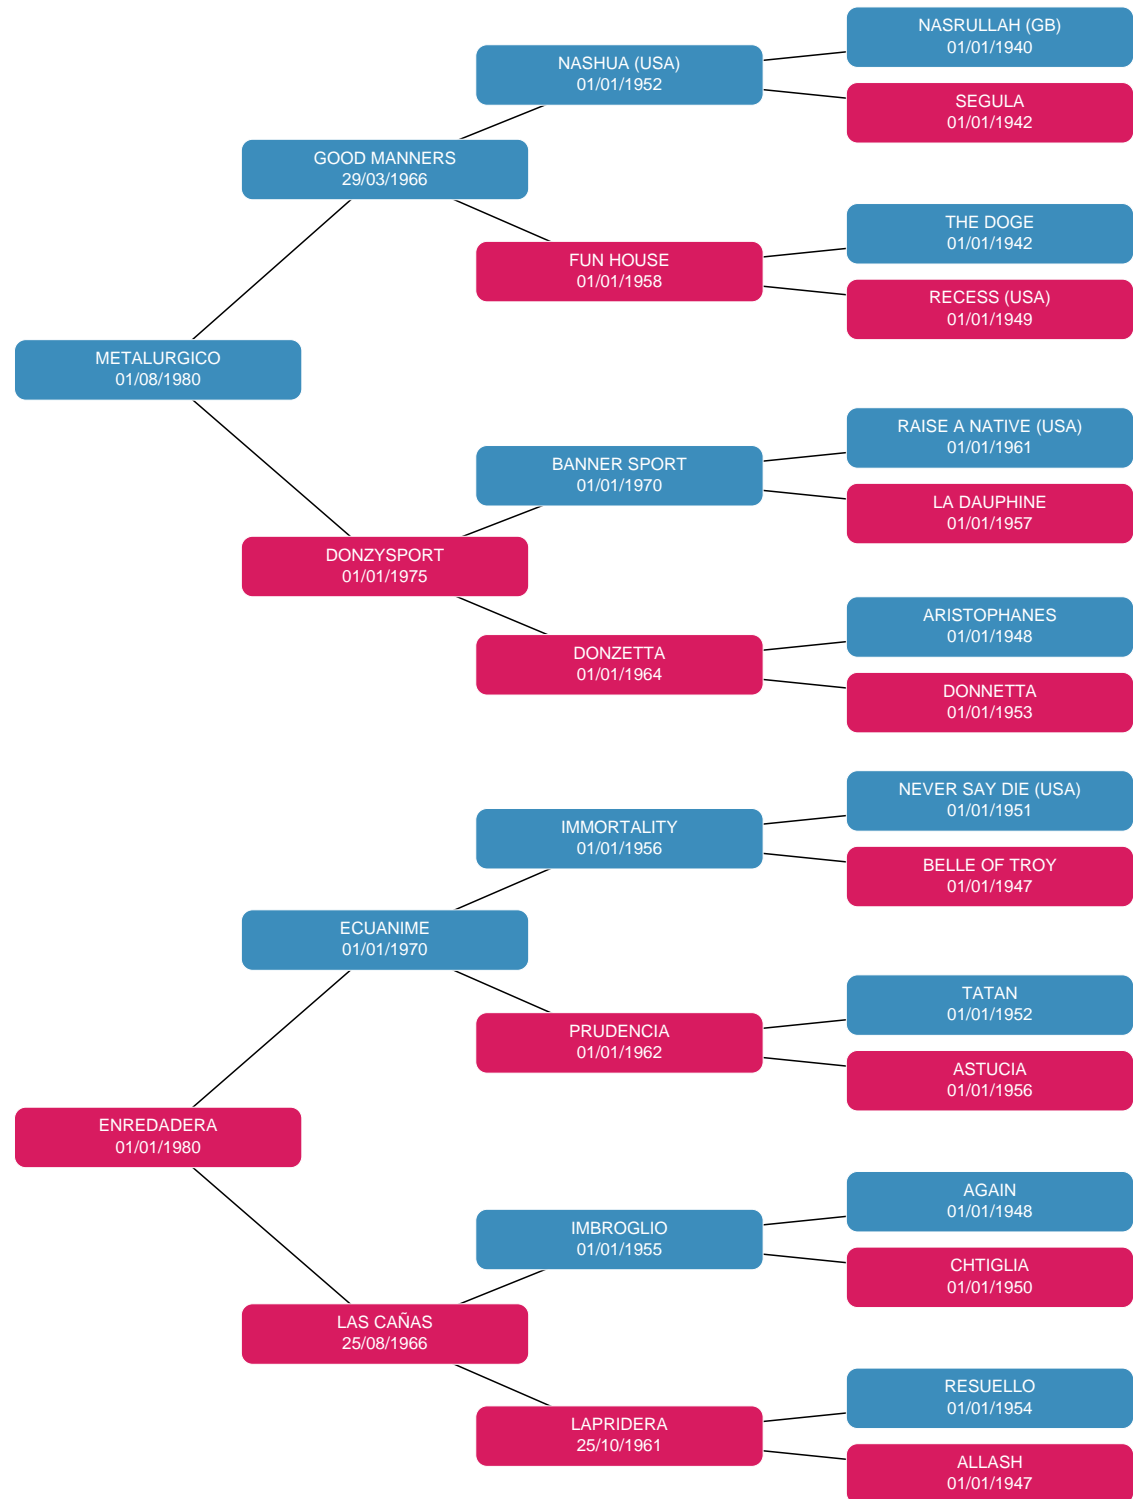 NASRULLAH (GB)
01/01/1940
NASHUA (USA)
01/01/1952
SEGULA
01/01/1942
GOOD MANNERS
29/03/1966
THE DOGE
01/01/1942
FUN HOUSE
01/01/1958
RECESS (USA)
01/01/1949
METALURGICO
01/08/1980
RAISE A NATIVE (USA)
01/01/1961
BANNER SPORT
01/01/1970
LA DAUPHINE
01/01/1957
DONZYSPORT
01/01/1975
ARISTOPHANES
01/01/1948
DONZETTA
01/01/1964
DONNETTA
01/01/1953
NEVER SAY DIE (USA)
01/01/1951
IMMORTALITY
01/01/1956
BELLE OF TROY
01/01/1947
ECUANIME
01/01/1970
TATAN
01/01/1952
PRUDENCIA
01/01/1962
ASTUCIA
01/01/1956
ENREDADERA
01/01/1980
AGAIN
01/01/1948
IMBROGLIO
01/01/1955
CHTIGLIA
01/01/1950
LAS CAÑAS
25/08/1966
RESUELLO
01/01/1954
LAPRIDERA
25/10/1961
ALLASH
01/01/1947